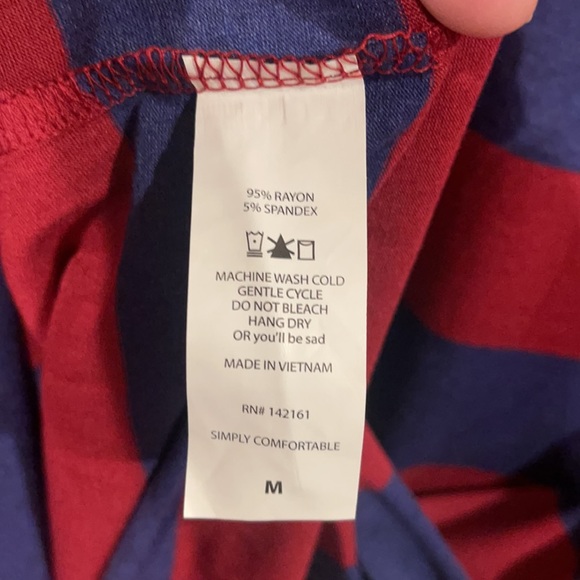 95% RAYON
5% SPANDEX
MACHINE WASH COLD
GENTLE CYCLE
DO NOT BLEACH
HANG DRY
OR you'll be sad
MADE IN VIETNAM
RN# 142161
SIMPLY COMFORTABLE
M